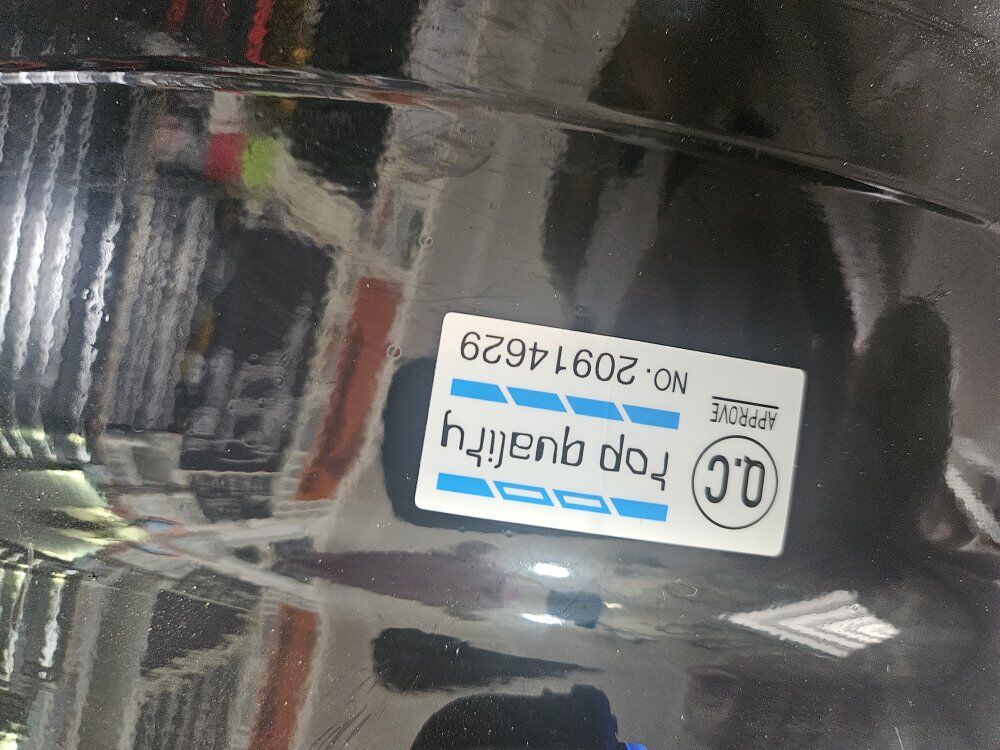 Q.C
APPROVE
Top quality
NO. 20914629